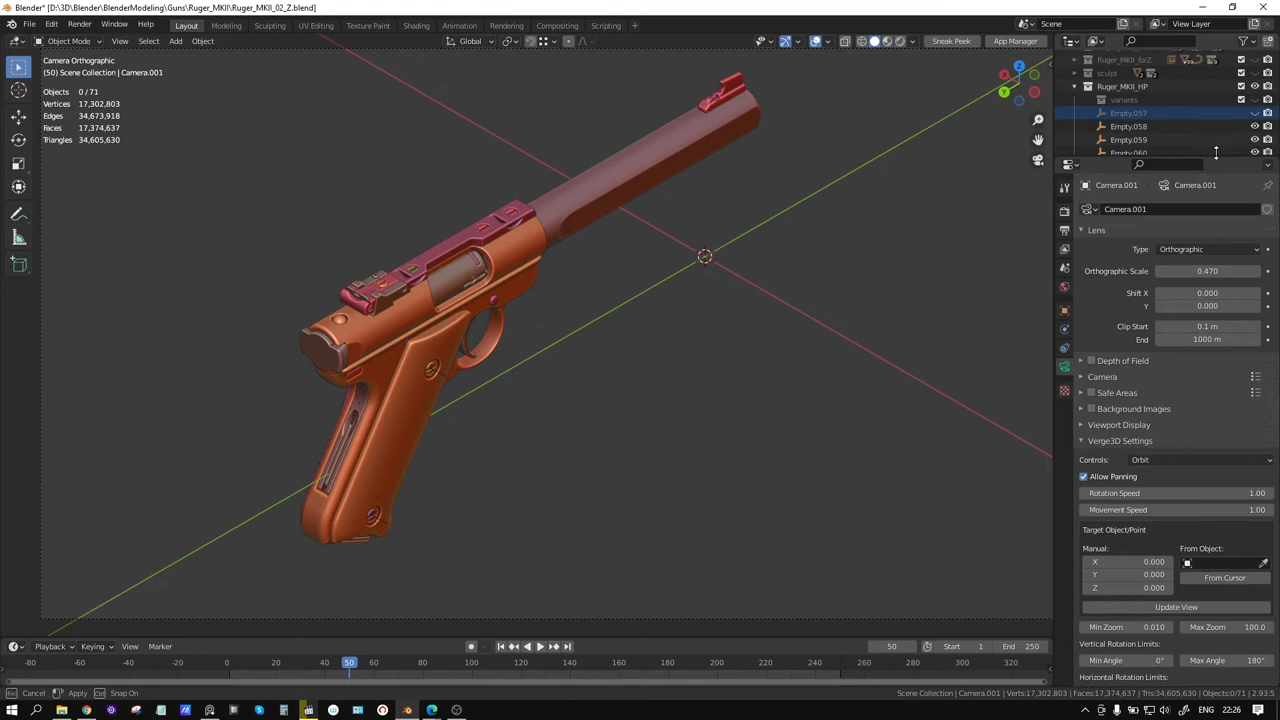 Blender* [D:\3D\Blender\BlenderModeling\Guns\Ruger_MKII\Ruger_MKII_02_Z.blend]
File Edit Render Window Help Layout Modeling Sculpting UV Editing Texture Paint Shading Animation Rendering Compositing Scripting + Scene View Layer
Object Mode View Select Add Object Global Sneak Peek App Manager
Camera Orthographic
(50) Scene Collection | Camera.001
Objects 0/71
Vertices 17,302,803
Edges 34,673,918
Faces 17,374,637
Triangles 34,605,630
X Y Z
Ruger_MKII_forZ
sculpt
Ruger_MKII_HP
variants
Empty.057
Empty.058
Empty.059
Empty.060
Camera.001 Camera.001
Camera.001
Lens
Type Orthographic
Orthographic Scale 0.470
Shift X 0.000
Y 0.000
Clip Start 0.1 m
End 1000 m
Depth of Field
Camera
Safe Areas
Background Images
Viewport Display
Verge3D Settings
Controls: Orbit
Allow Panning
Rotation Speed 1.00
Movement Speed 1.00
Target Object/Point
Manual: From Object:
X 0.000
Y 0.000 From Cursor
Z 0.000
Update View
Min Zoom 0.010 Max Zoom 100.0
Vertical Rotation Limits:
Min Angle 0° Max Angle 180°
Horizontal Rotation Limits:
Playback Keying View Marker 50 Start 1 End 250
-80 -60 -40 -20 0 20 40 50 60 80 100 120 140 160 180 200 220 240 260 280 300 320
Esc Cancel Apply Ctrl Snap On Scene Collection | Camera.001 | Verts:17,302,803 | Faces:17,374,637 | Tris:34,605,630 | Objects:0/71 | 2.93.5
ENG 22:26